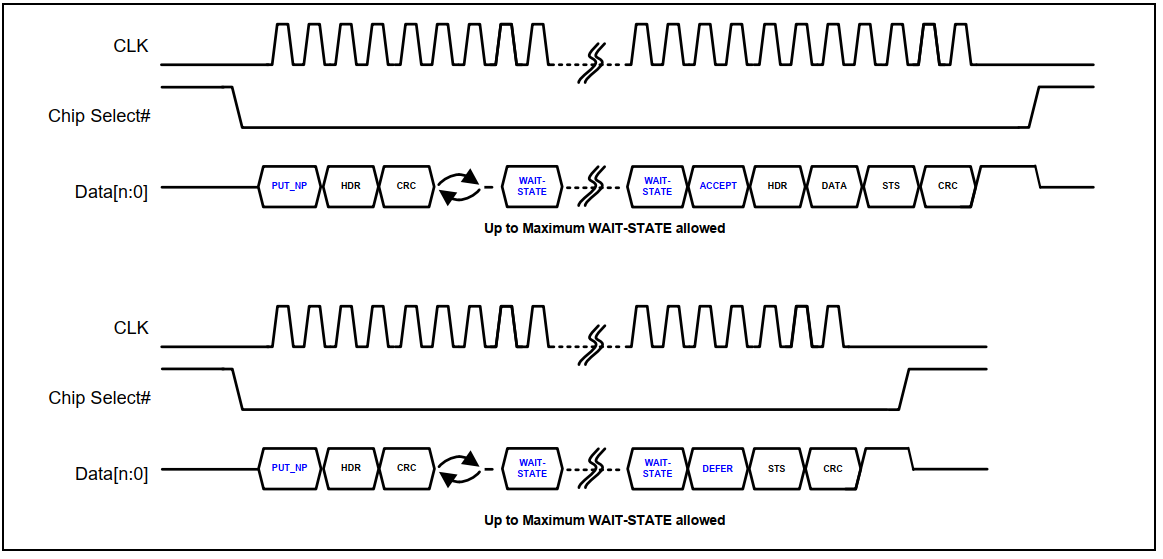 CLK
Chip Select#
Data[n:0]
PUT_NP HDR CRC WAIT-
STATE WAIT-
STATE ACCEPT HDR DATA STS CRC
Up to Maximum WAIT-STATE allowed
CLK
Chip Select#
Data[n:0]
PUT_NP HDR CRC WAIT-
STATE WAIT-
STATE DEFER STS CRC
Up to Maximum WAIT-STATE allowed